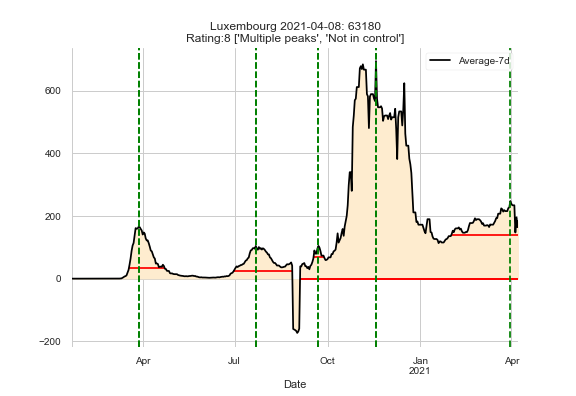 Luxembourg 2021-04-08: 63180
Rating:8 ['Multiple peaks', 'Not in control']
Average-7d
600
400
200
0
−200
Apr
Jul
Oct
Jan
2021
Apr
Date